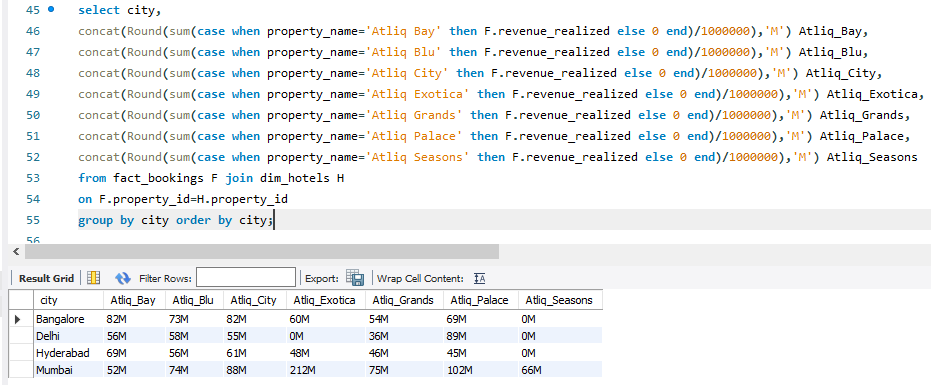 45 select city,
46 concat(Round(sum(case when property_name='Atliq Bay' then F.revenue_realized else 0 end)/1000000),'M') Atliq_Bay,
47 concat(Round(sum(case when property_name='Atliq Blu' then F.revenue_realized else 0 end)/1000000),'M') Atliq_Blu,
48 concat(Round(sum(case when property_name='Atliq City' then F.revenue_realized else 0 end)/1000000),'M') Atliq_City,
49 concat(Round(sum(case when property_name='Atliq Exotica' then F.revenue_realized else 0 end)/1000000),'M') Atliq_Exotica,
50 concat(Round(sum(case when property_name='Atliq Grands' then F.revenue_realized else 0 end)/1000000),'M') Atliq_Grands,
51 concat(Round(sum(case when property_name='Atliq Palace' then F.revenue_realized else 0 end)/1000000),'M') Atliq_Palace,
52 concat(Round(sum(case when property_name='Atliq Seasons' then F.revenue_realized else 0 end)/1000000),'M') Atliq_Seasons
53 from fact_bookings F join dim_hotels H
54 on F.property_id=H.property_id
55 group by city order by city;
56
Result Grid Filter Rows: Export: Wrap Cell Content:
city Atliq_Bay Atliq_Blu Atliq_City Atliq_Exotica Atliq_Grands Atliq_Palace Atliq_Seasons
Bangalore 82M 73M 82M 60M 54M 69M 0M
Delhi 56M 58M 55M 0M 36M 89M 0M
Hyderabad 69M 56M 61M 48M 46M 45M 0M
Mumbai 52M 74M 88M 212M 75M 102M 66M